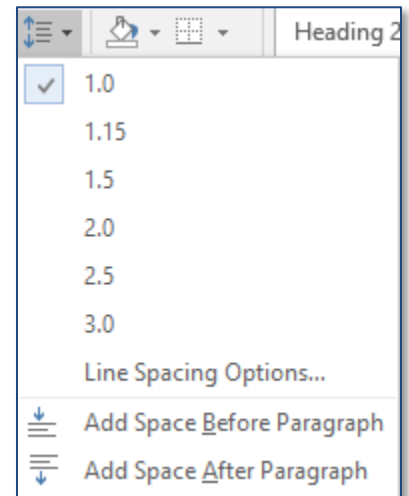 Heading 2
1.0
1.15
1.5
2.0
2.5
3.0
Line Spacing Options...
Add Space Before Paragraph
Add Space After Paragraph